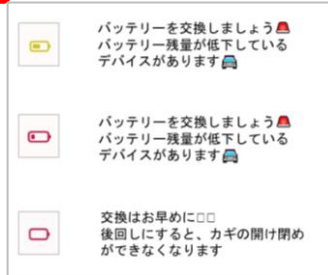 バッテリーを交換しましょう🚨
バッテリー残量が低下している
デバイスがあります🚘
バッテリーを交換しましょう🚨
バッテリー残量が低下している
デバイスがあります🚘
交換はお早めに□□
後回しにすると、カギの開け閉め
ができなくなります